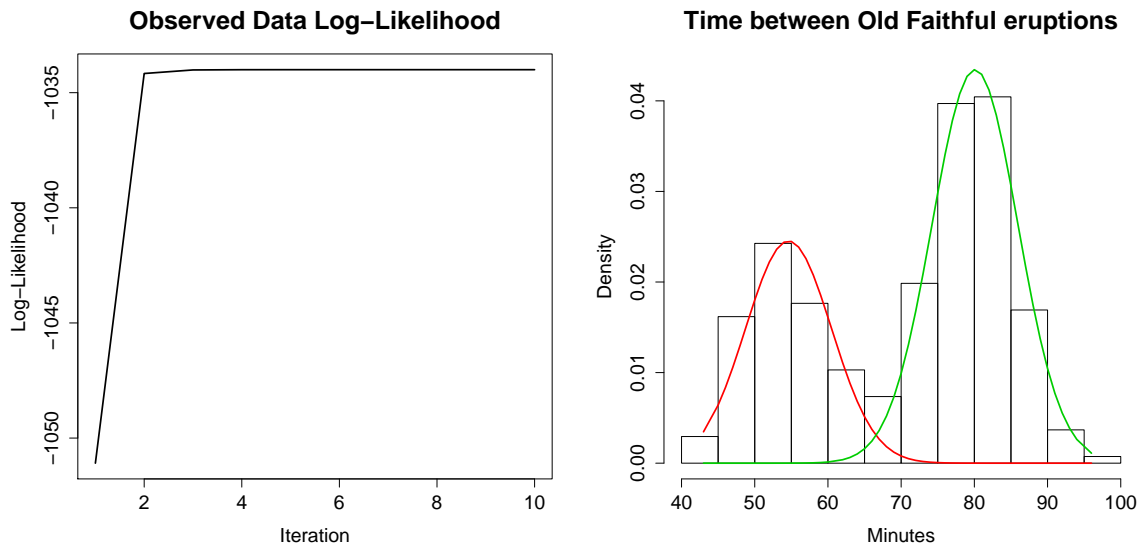 Observed Data Log−Likelihood
Log−Likelihood
−1035
−1040
−1045
−1050
2 4 6 8 10
Iteration
Time between Old Faithful eruptions
Density
0.04
0.03
0.02
0.01
0.00
40 50 60 70 80 90 100
Minutes